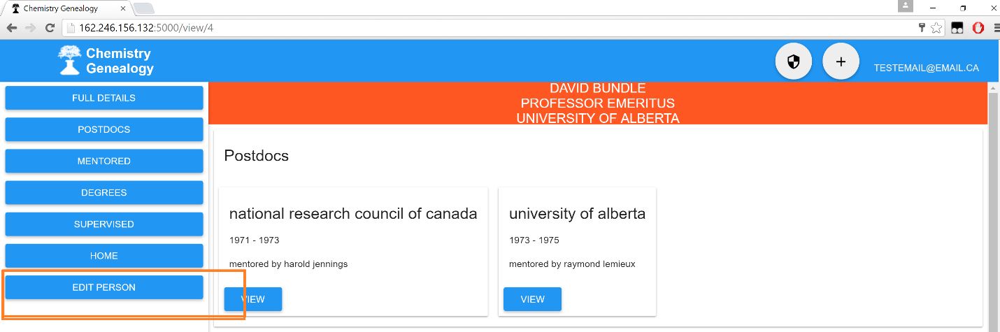 Chemistry Genealogy
162.246.156.132:5000/view/4
Chemistry
Genealogy
TESTEMAIL@EMAIL.CA
FULL DETAILS
POSTDOCS
MENTORED
DEGREES
SUPERVISED
HOME
EDIT PERSON
DAVID BUNDLE
PROFESSOR EMERITUS
UNIVERSITY OF ALBERTA
Postdocs
national research council of canada
1971 - 1973
mentored by harold jennings
VIEW
university of alberta
1973 - 1975
mentored by raymond lemieux
VIEW